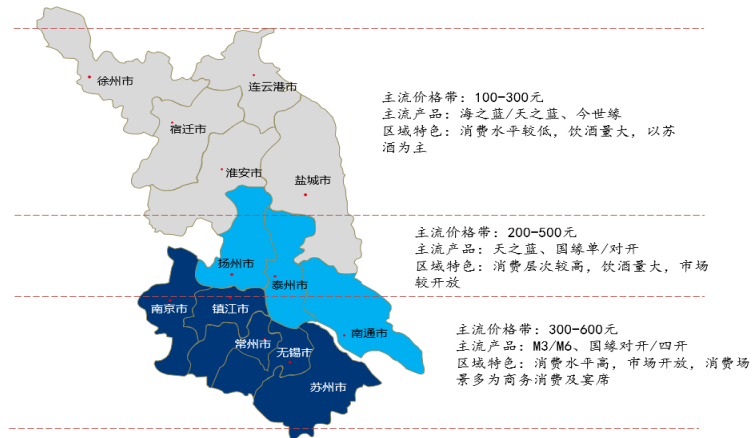 徐州市
连云港市
宿迁市
淮安市
盐城市
主流价格带：100-300元
主流产品：海之蓝/天之蓝、今世缘
区域特色：消费水平较低，饮酒量大，以苏
酒为主
扬州市
泰州市
南通市
主流价格带：200-500元
主流产品：天之蓝、国缘单/对开
区域特色：消费层次较高，饮酒量大，市场
较开放
南京市
镇江市
常州市
无锡市
苏州市
主流价格带：300-600元
主流产品：M3/M6、国缘对开/四开
区域特色：消费水平高，市场开放，消费场
景多为商务消费及宴席